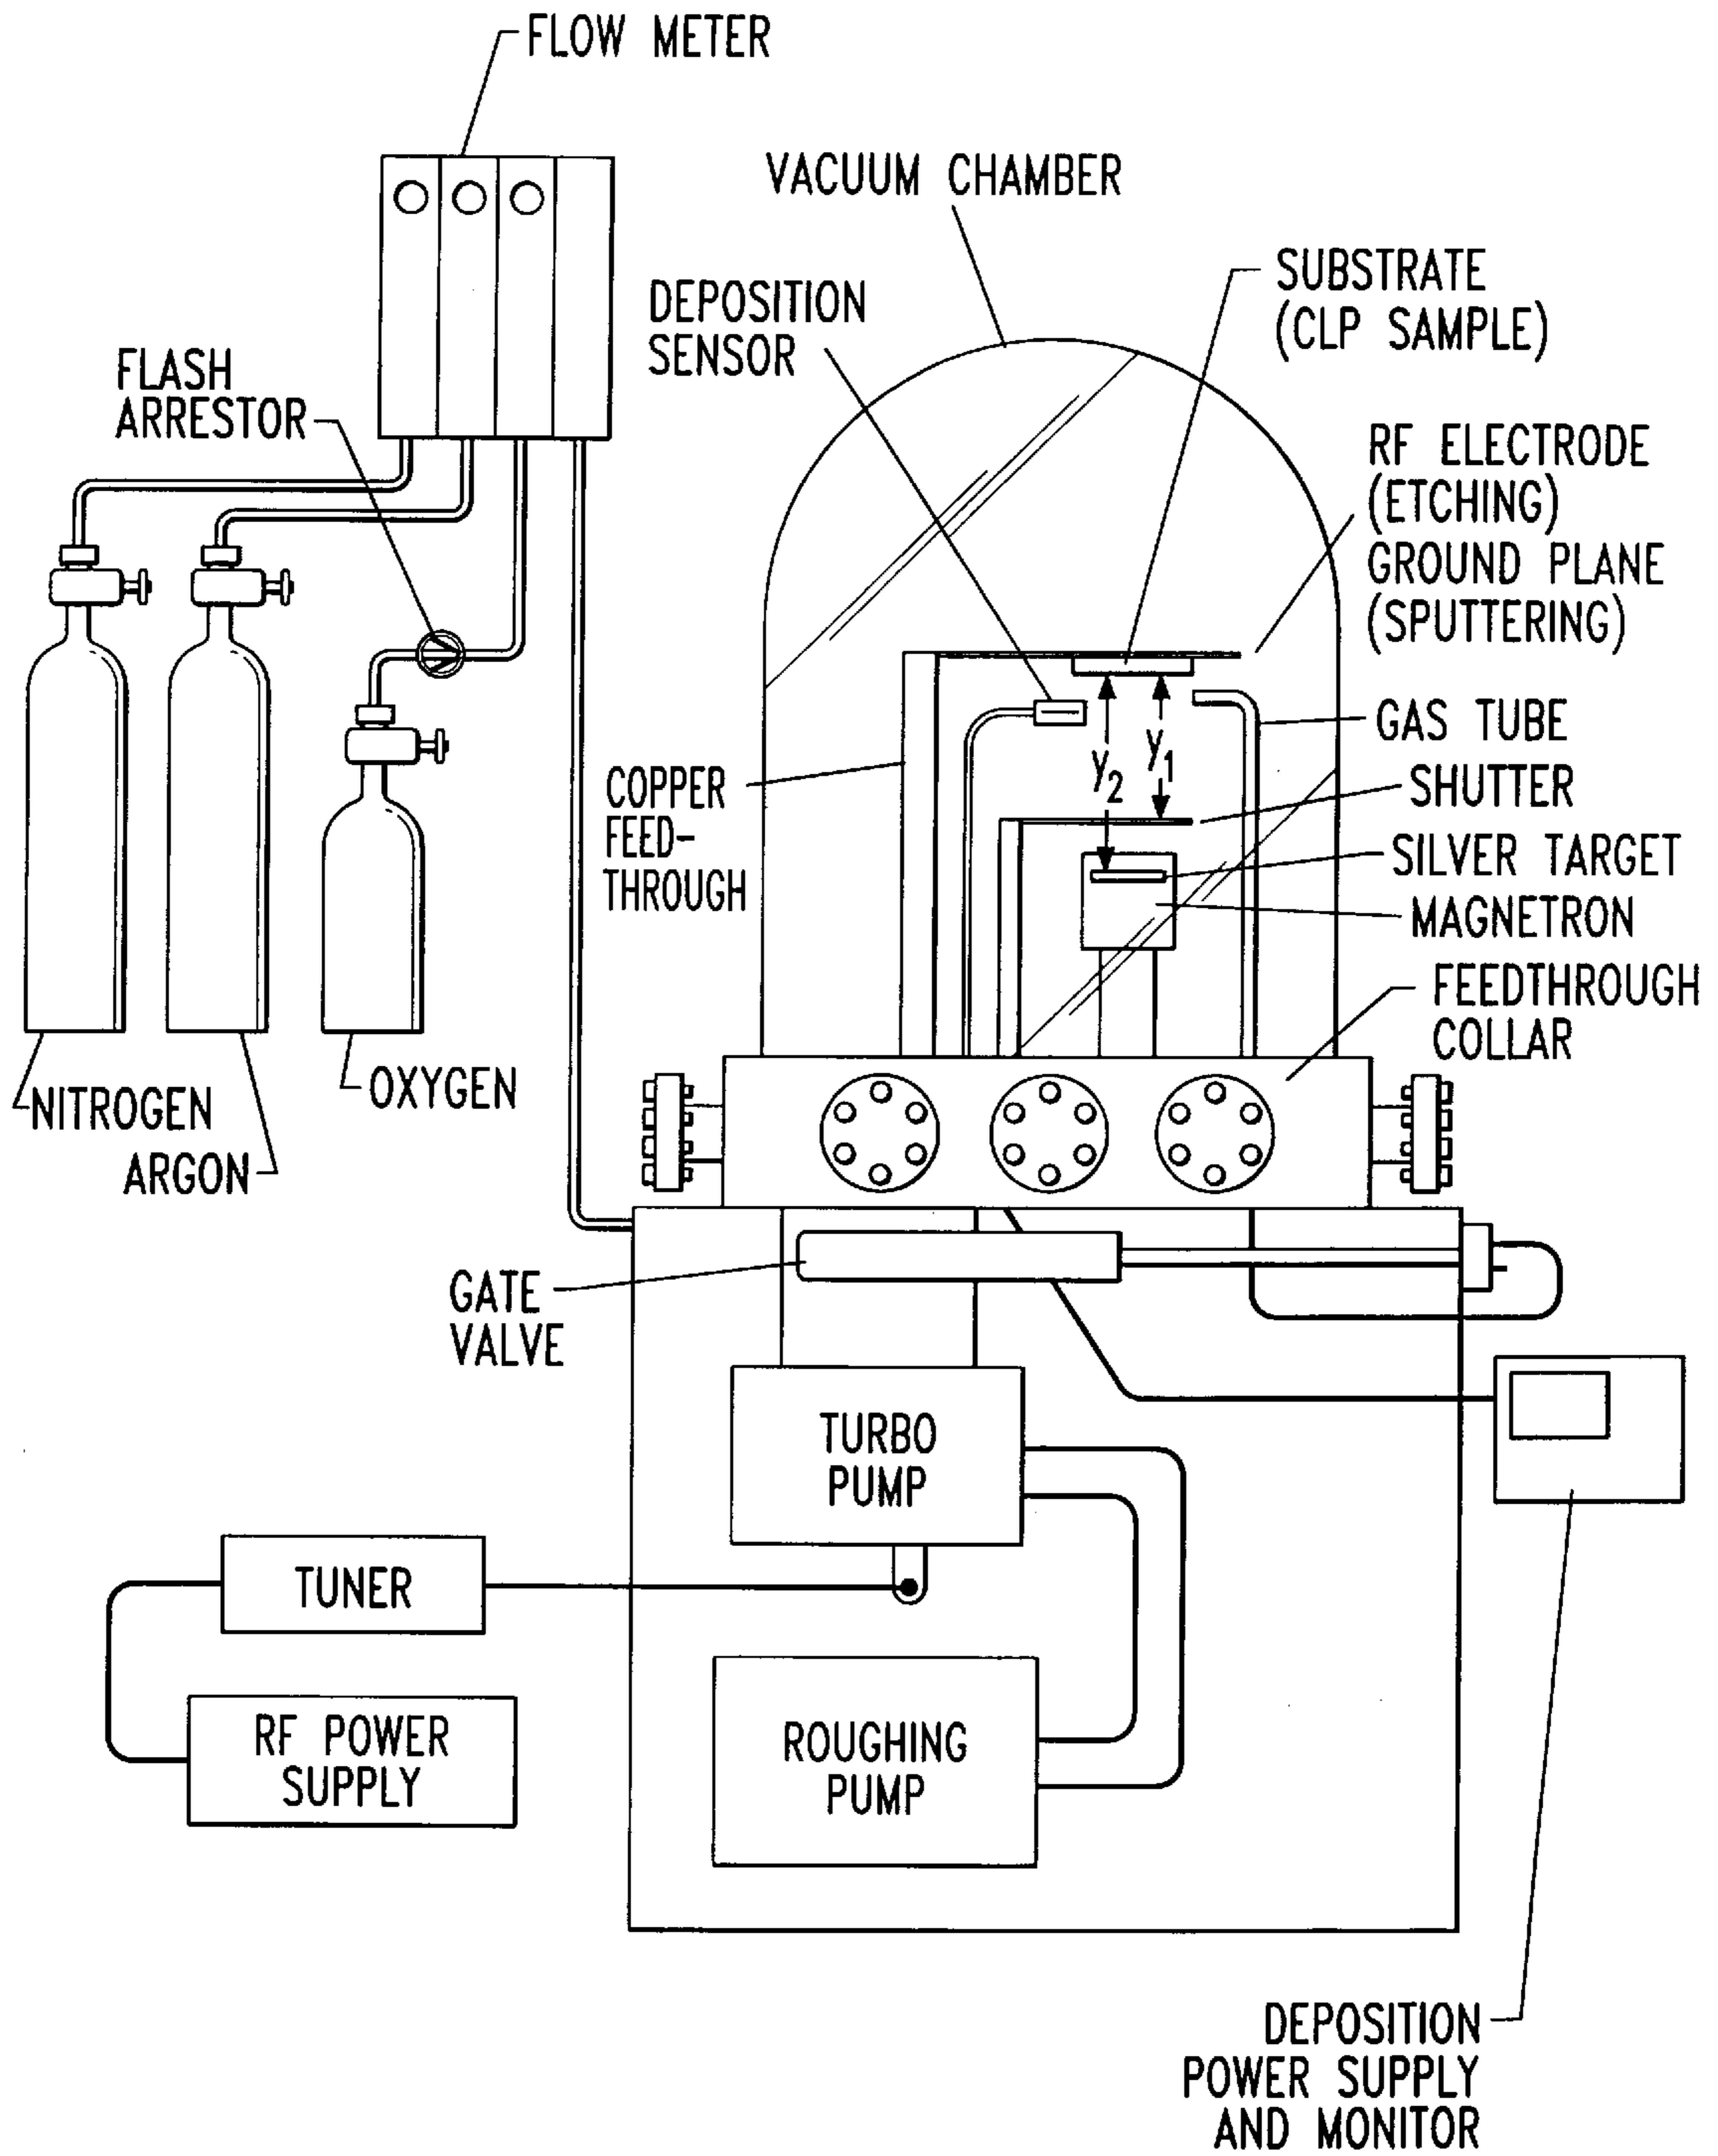 FLOW METER
VACUUM CHAMBER
SUBSTRATE
(CLP SAMPLE)
DEPOSITION
SENSOR
FLASH
ARRESTOR
RF ELECTRODE
(ETCHING)
GROUND PLANE
(SPUTTERING)
GAS TUBE
Y2
Y1
COPPER
FEED-
THROUGH
SHUTTER
SILVER TARGET
MAGNETRON
FEEDTHROUGH
COLLAR
NITROGEN
OXYGEN
ARGON
GATE
VALVE
TURBO
PUMP
TUNER
RF POWER
SUPPLY
ROUGHING
PUMP
DEPOSITION
POWER SUPPLY
AND MONITOR